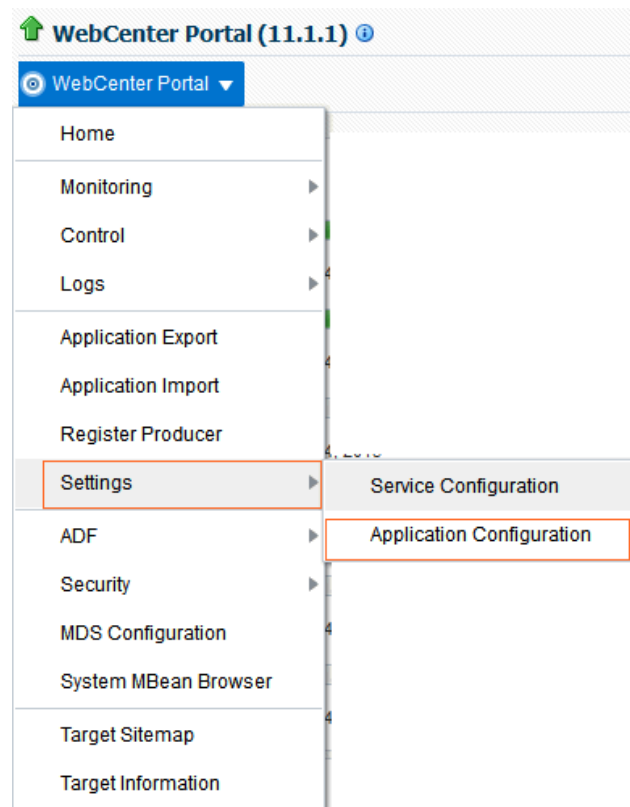 WebCenter Portal (11.1.1)
WebCenter Portal
Home
Monitoring
Control
Logs
Application Export
Application Import
Register Producer
Settings
Service Configuration
ADF
Application Configuration
Security
MDS Configuration
System MBean Browser
Target Sitemap
Target Information